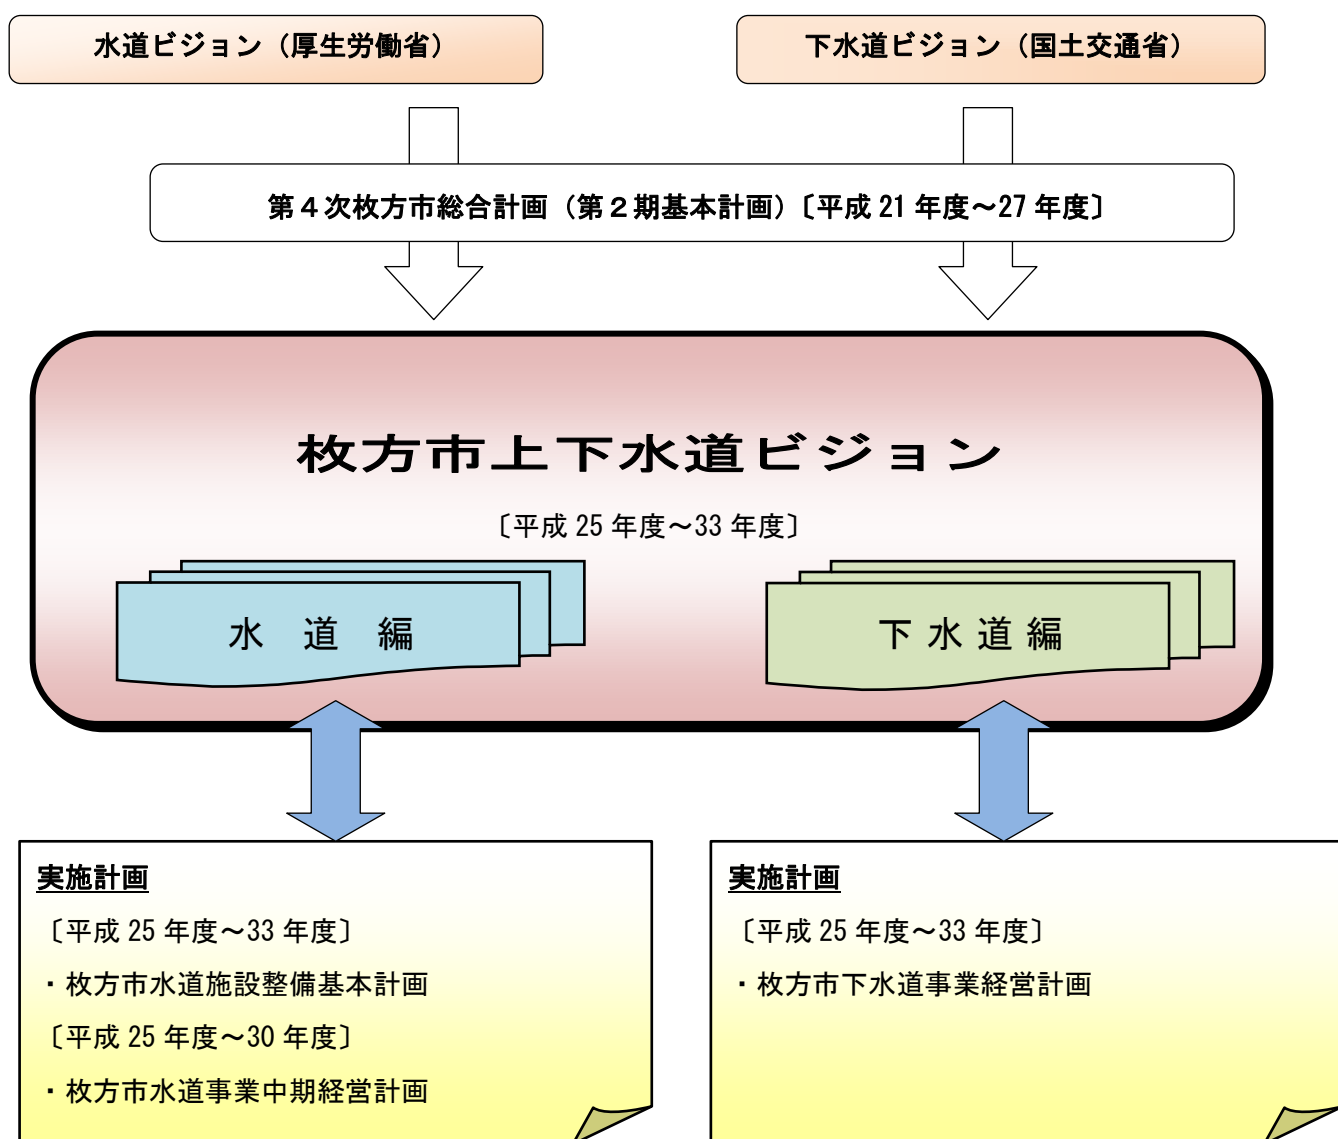 水道ビジョン（厚生労働省）
下水道ビジョン（国土交通省）
第４次枚方市総合計画（第２期基本計画）〔平成 21 年度～27 年度〕
枚方市上下水道ビジョン
〔平成 25 年度～33 年度〕
水　道　編
下 水 道 編
実施計画
〔平成 25 年度～33 年度〕
・枚方市水道施設整備基本計画
〔平成 25 年度～30 年度〕
・枚方市水道事業中期経営計画
実施計画
〔平成 25 年度～33 年度〕
・枚方市下水道事業経営計画